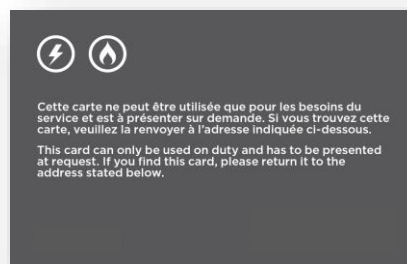 Cette carte ne peut être utilisée que pour les besoins du
service et est à présenter sur demande. Si vous trouvez cette
carte, veuillez la renvoyer à l'adresse indiquée ci-dessous.
This card can only be used on duty and has to be presented
at request. If you find this card, please return it to the
address stated below.